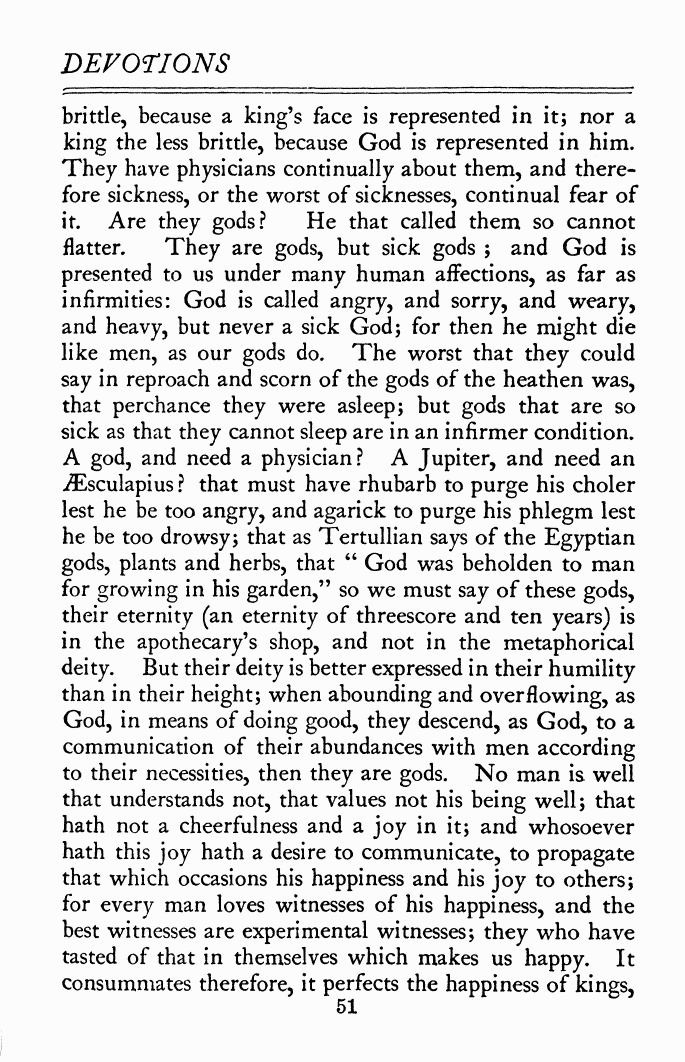 DEVOTIONS
brittle, because a king's face is represented in it; nor a
king the less brittle, because God is represented in him.
They have physicians continually about them, and there-
fore sickness, or the worst of sicknesses, continual fear of
it. Are they gods? He that called them so cannot
flatter. They are gods, but sick gods ; and God is
presented to us under many human affections, as far as
infirmities: God is called angry, and sorry, and weary,
and heavy, but never a sick God; for then he might die
like men, as our gods do. The worst that they could
say in reproach and scorn of the gods of the heathen was,
that perchance they were asleep; but gods that are so
sick as that they cannot sleep are in an infirmer condition.
A god, and need a physician? A Jupiter, and need an
Æsculapius? that must have rhubarb to purge his choler
lest he be too angry, and agarick to purge his phlegm lest
he be too drowsy; that as Tertullian says of the Egyptian
gods, plants and herbs, that “ God was beholden to man
for growing in his garden,” so we must say of these gods,
their eternity (an eternity of threescore and ten years) is
in the apothecary's shop, and not in the metaphorical
deity. But their deity is better expressed in their humility
than in their height; when abounding and overflowing, as
God, in means of doing good, they descend, as God, to a
communication of their abundances with men according
to their necessities, then they are gods. No man is well
that understands not, that values not his being well; that
hath not a cheerfulness and a joy in it; and whosoever
hath this joy hath a desire to communicate, to propagate
that which occasions his happiness and his joy to others;
for every man loves witnesses of his happiness, and the
best witnesses are experimental witnesses; they who have
tasted of that in themselves which makes us happy. It
consummates therefore, it perfects the happiness of kings,
51